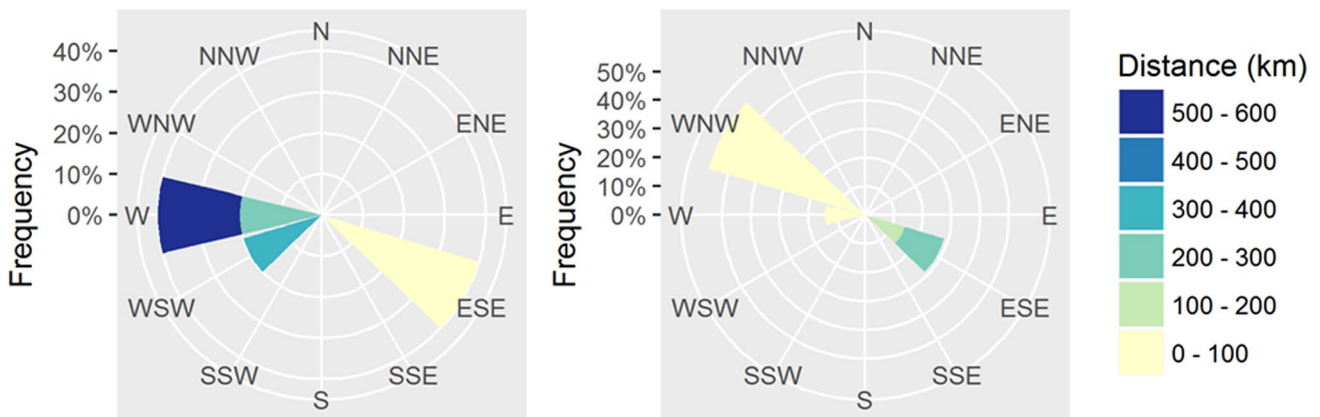 Frequency
40%
30%
20%
10%
0%
N
NNE
ENE
E
ESE
SSE
S
SSW
WSW
W
WNW
NNW
Frequency
50%
40%
30%
20%
10%
0%
N
NNE
ENE
E
ESE
SSE
S
SSW
WSW
W
WNW
NNW
Distance (km)
500 - 600
400 - 500
300 - 400
200 - 300
100 - 200
0 - 100